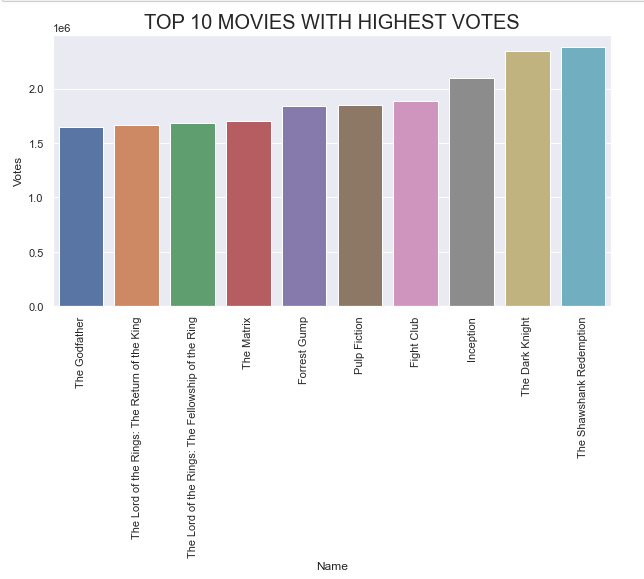 TOP 10 MOVIES WITH HIGHEST VOTES
1e6
2.0
1.5
1.0
0.5
0.0
Votes
The Godfather
The Lord of the Rings: The Return of the King
The Lord of the Rings: The Fellowship of the Ring
The Matrix
Forrest Gump
Pulp Fiction
Fight Club
Inception
The Dark Knight
The Shawshank Redemption
Name